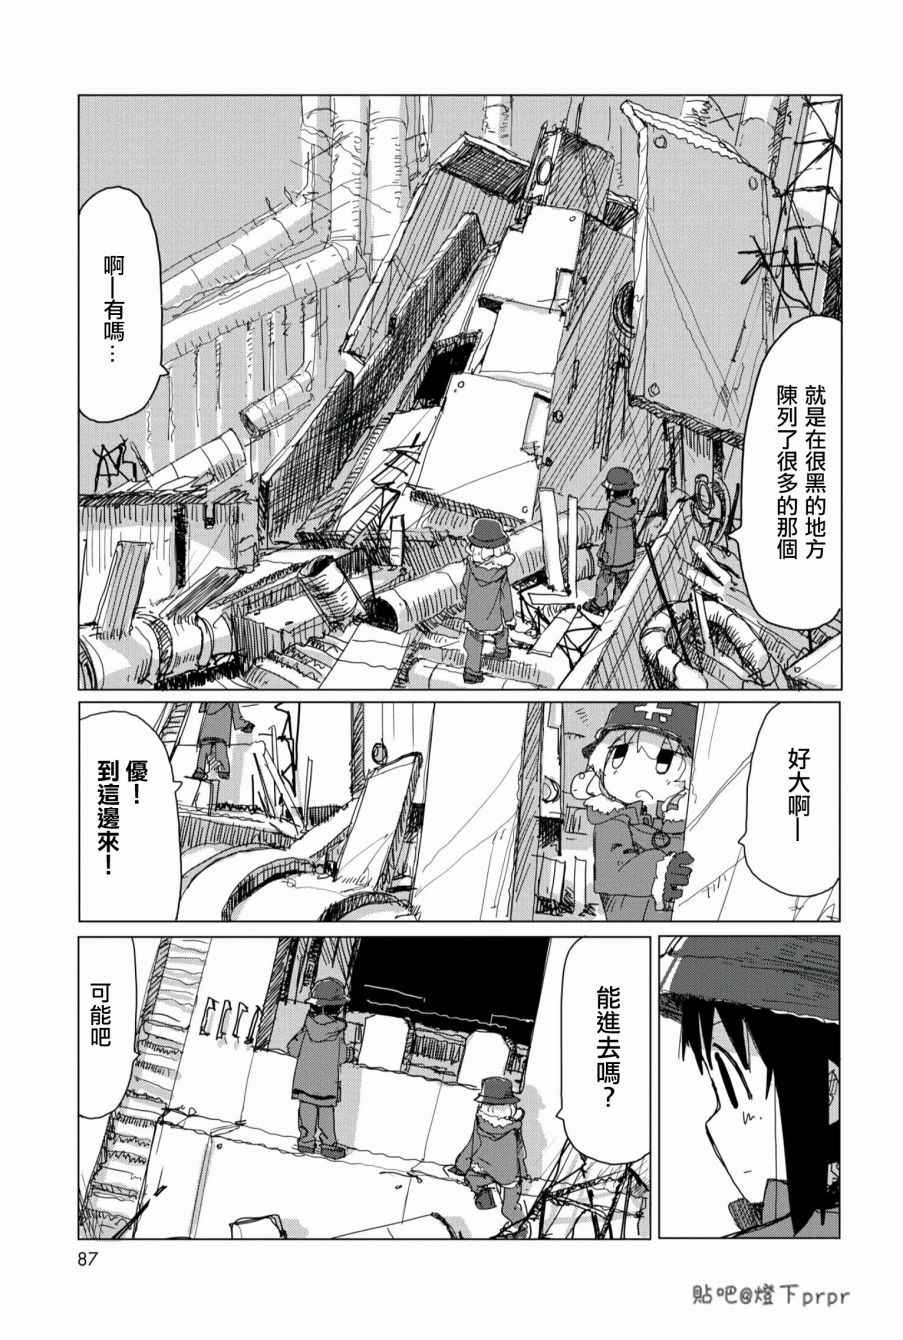 就是在很黑的地方
陳列了很多的那個
啊—有嗎…
好大啊—
優！
到這邊來！
能進去嗎？
可能吧
87
貼吧@燈下prpr